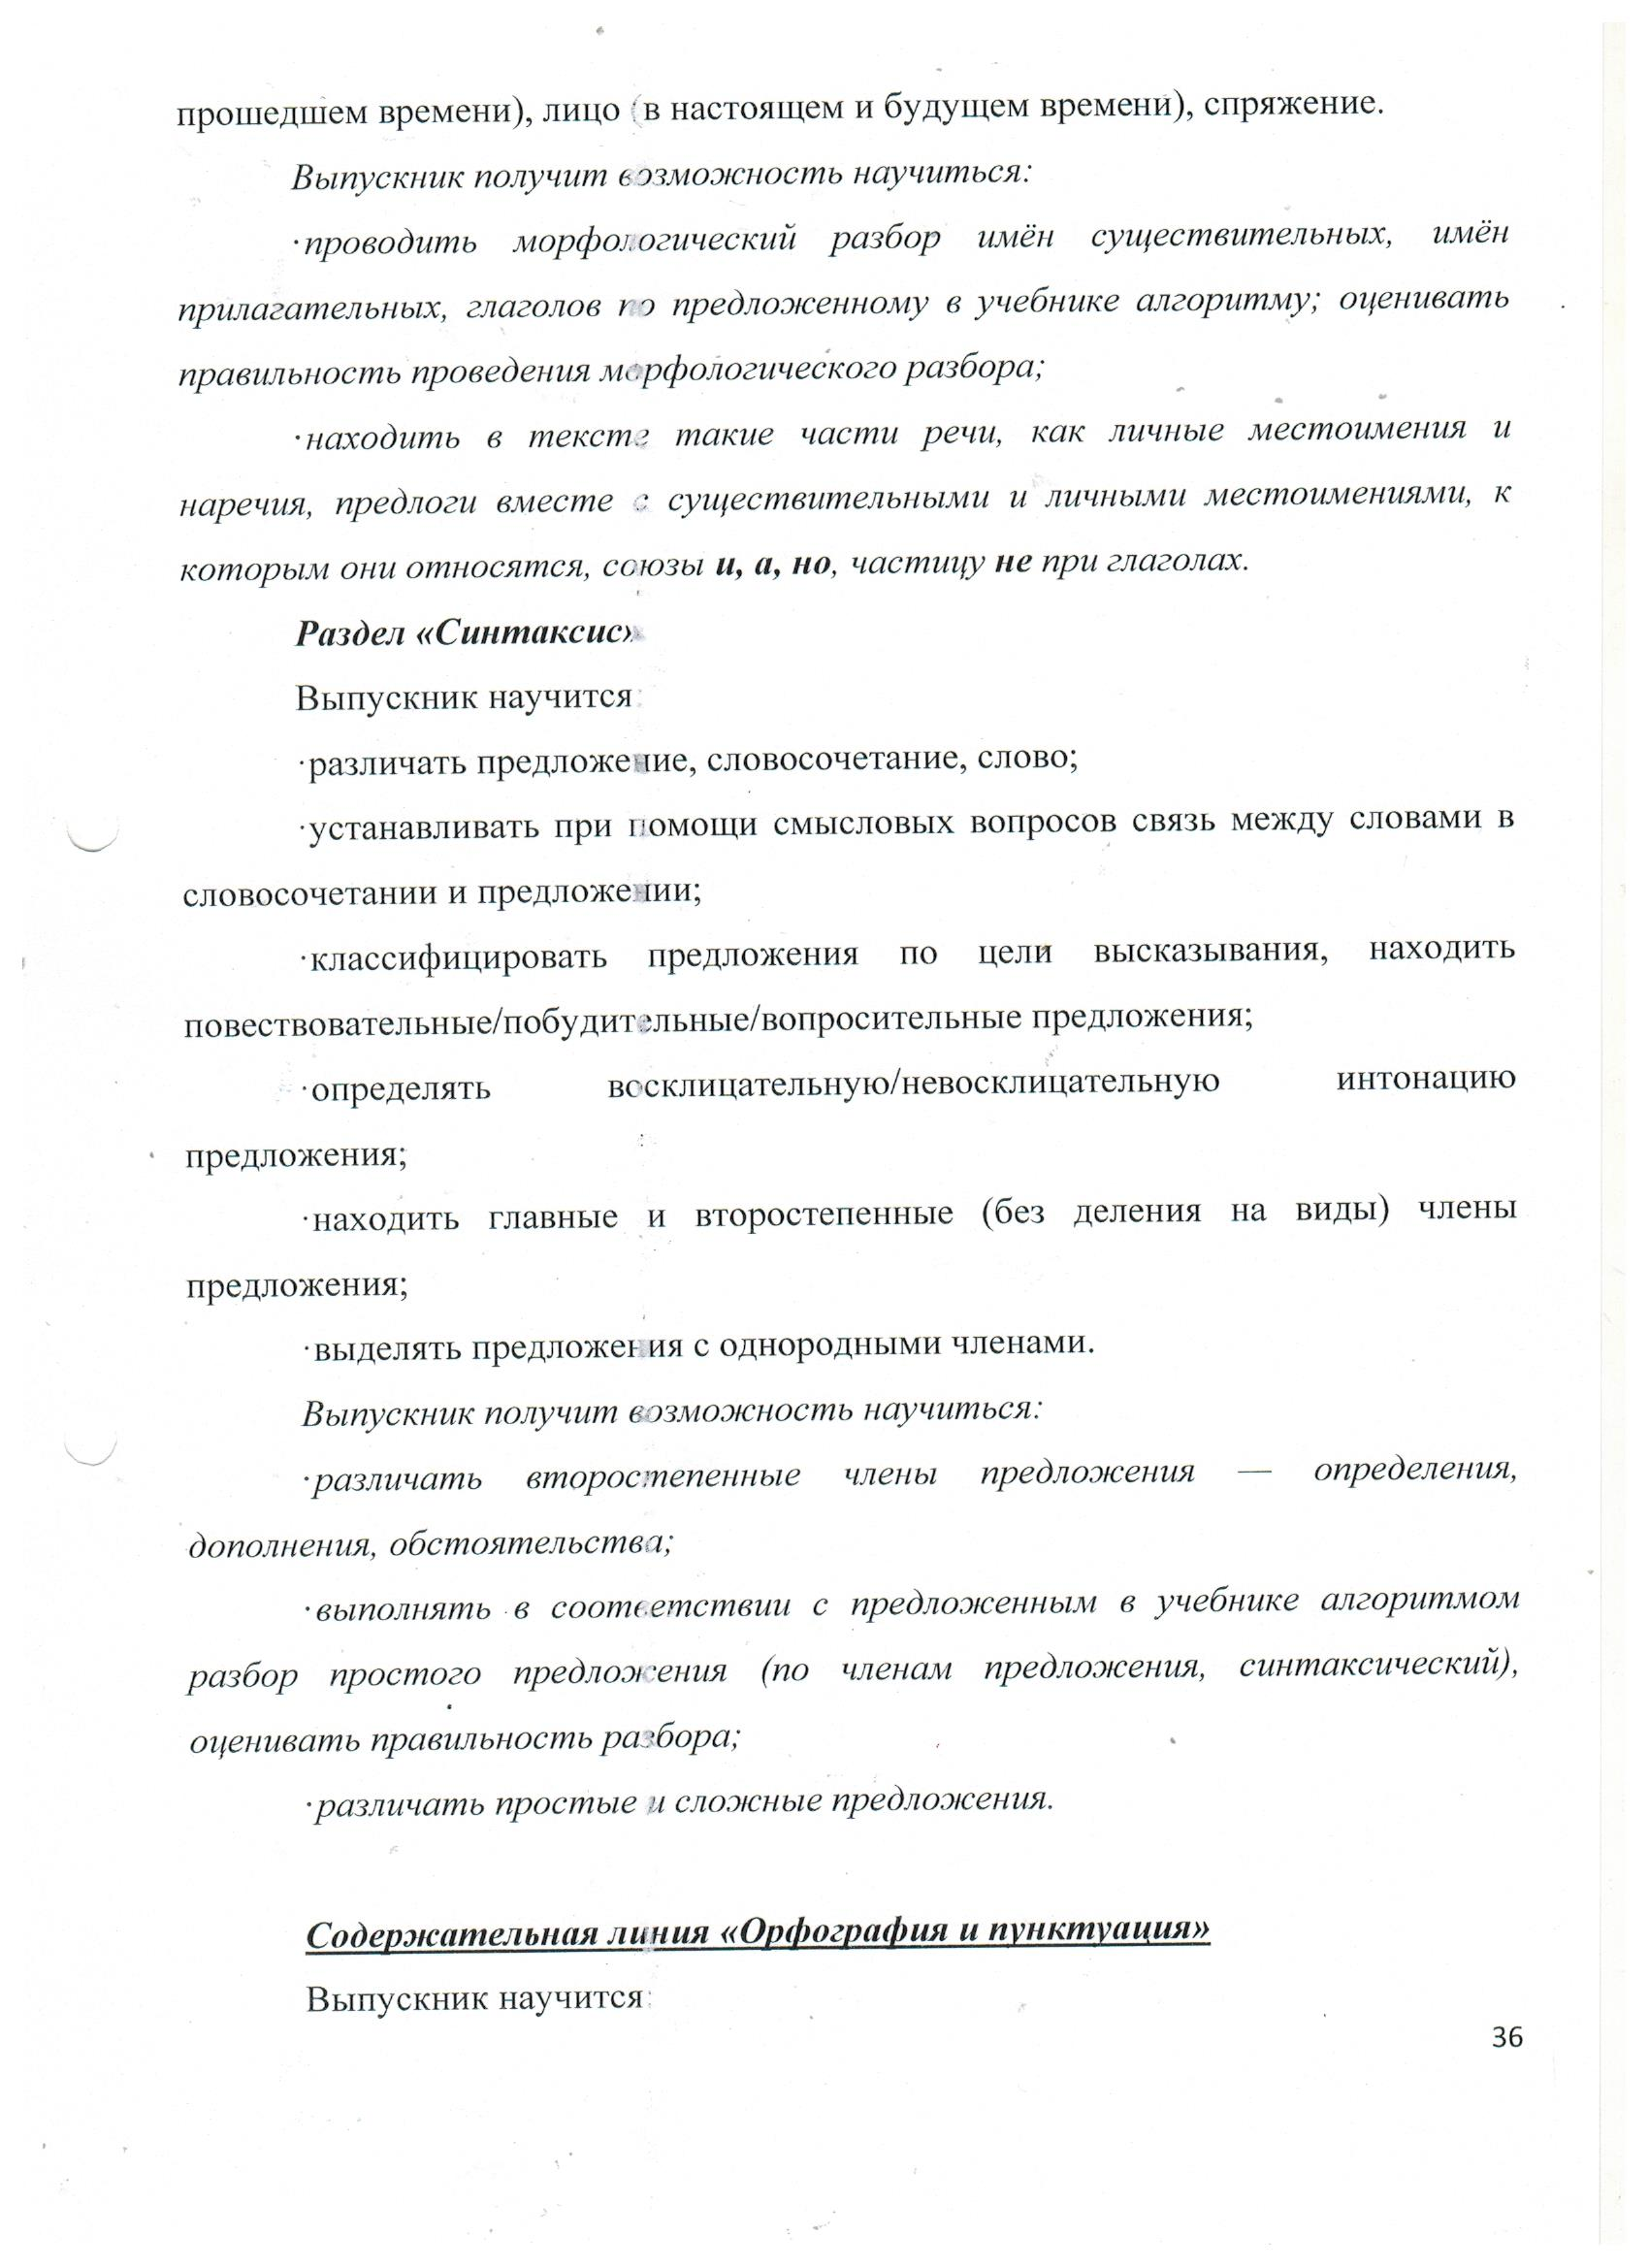 прошедшем времени), лицо (в настоящем и будущем времени), спряжение.
Выпускник получит возможность научиться:
·проводить морфологический разбор имён существительных, имён
прилагательных, глаголов по предложенному в учебнике алгоритму; оценивать
правильность проведения морфологического разбора;
·находить в тексте такие части речи, как личные местоимения и
наречия, предлоги вместе с существительными и личными местоимениями, к
которым они относятся, союзы и, а, но, частицу не при глаголах.
Раздел «Синтаксис»
Выпускник научится:
·различать предложение, словосочетание, слово;
·устанавливать при помощи смысловых вопросов связь между словами в
словосочетании и предложении;
·классифицировать предложения по цели высказывания, находить
повествовательные/побудительные/вопросительные предложения;
·определять восклицательную/невосклицательную интонацию
предложения;
·находить главные и второстепенные (без деления на виды) члены
предложения;
·выделять предложения с однородными членами.
Выпускник получит возможность научиться:
·различать второстепенные члены предложения — определения,
дополнения, обстоятельства;
·выполнять в соответствии с предложенным в учебнике алгоритмом
разбор простого предложения (по членам предложения, синтаксический),
оценивать правильность разбора;
·различать простые и сложные предложения.
Содержательная линия «Орфография и пунктуация»
Выпускник научится:
36